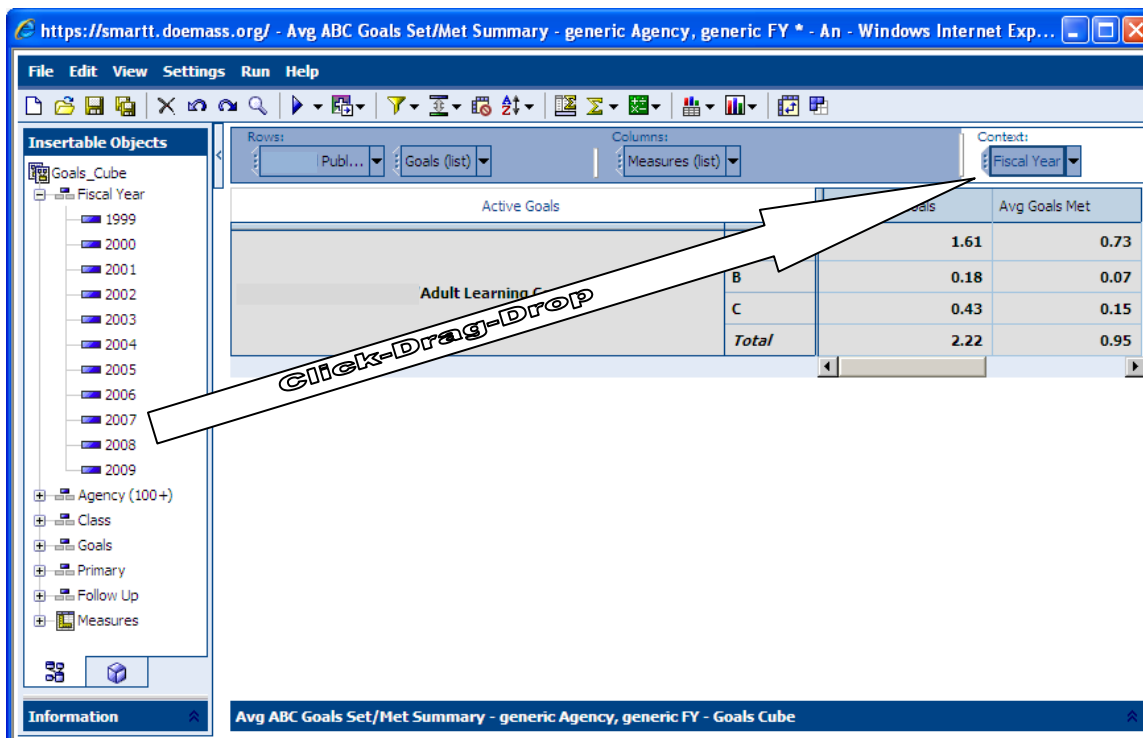 https://smartt.doemass.org/ - Avg ABC Goals Set/Met Summary - generic Agency, generic FY * - An - Windows Internet Exp...
File Edit View Settings Run Help
Insertable Objects
Goals_Cube
Fiscal Year
1999
2000
2001
2002
2003
2004
2005
2006
2007
2008
2009
Agency (100+)
Class
Goals
Primary
Follow Up
Measures
Information
Rows:
Publ...
Goals (list)
Columns:
Measures (list)
Context:
Fiscal Year
Active Goals
Avg Goals Met
1.61 0.73
Adult Learning
B 0.18 0.07
C 0.43 0.15
Total 2.22 0.95
Click-Drag-Drop
Avg ABC Goals Set/Met Summary - generic Agency, generic FY - Goals Cube